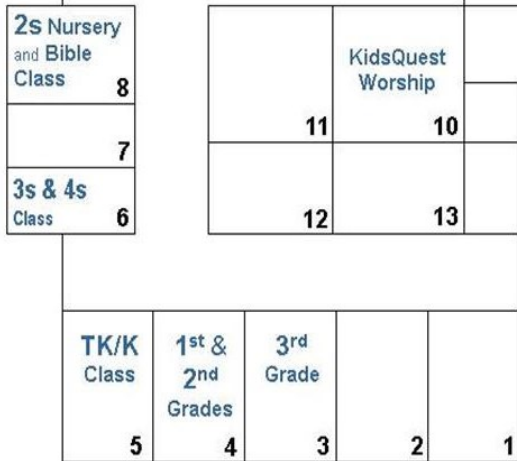 2s Nursery
and Bible
Class
8
7
3s & 4s
Class
6
11
KidsQuest
Worship
10
12
13
TK/K
Class
5
1st &
2nd
Grades
4
3rd
Grade
3
2
1